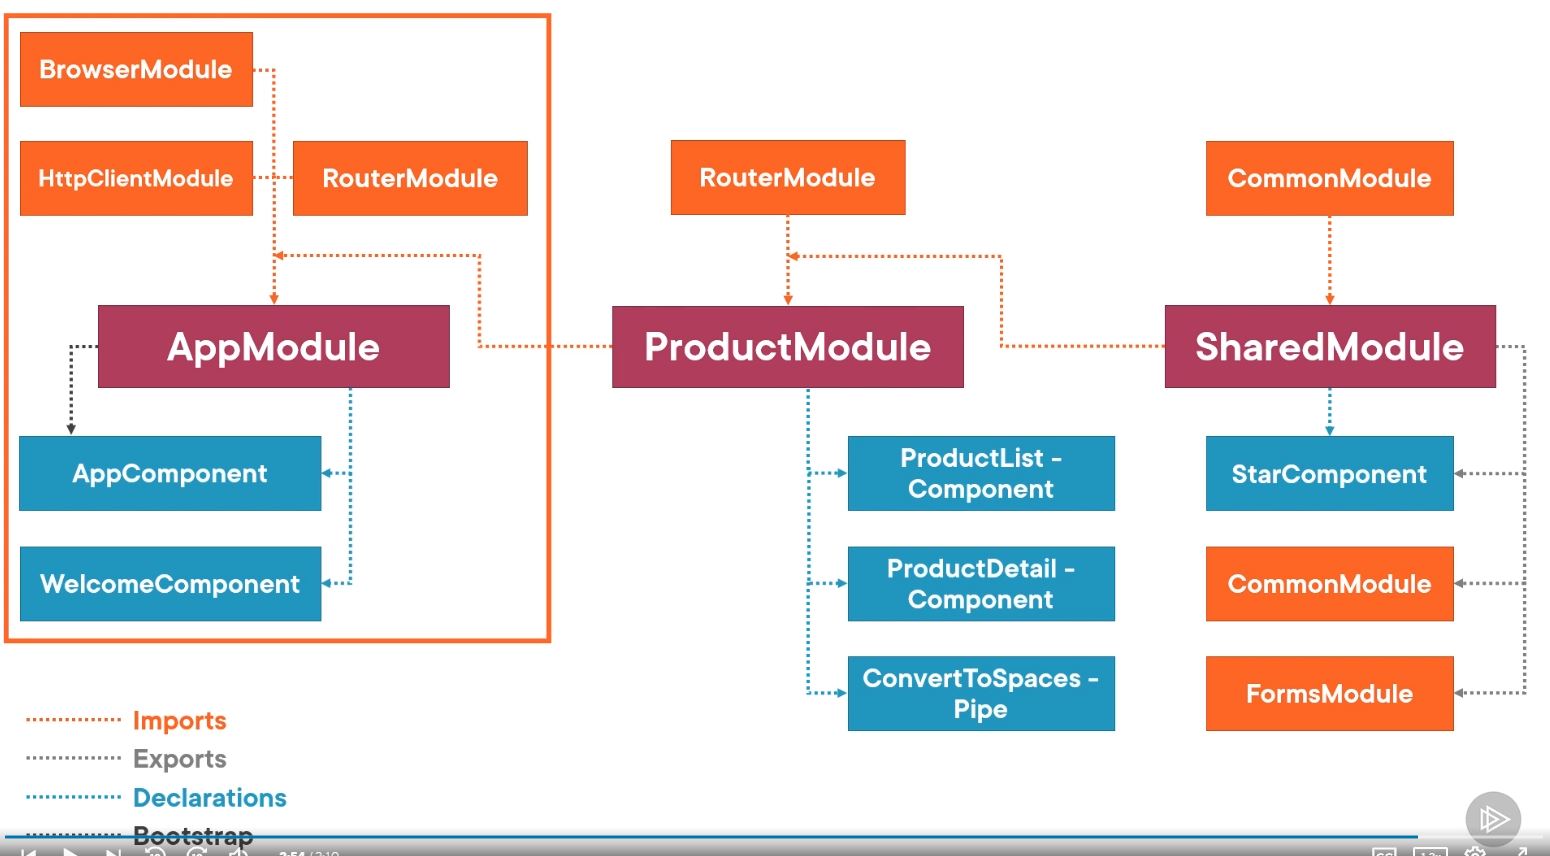 BrowserModule
HttpClientModule
RouterModule
RouterModule
CommonModule
AppModule
ProductModule
SharedModule
AppComponent
ProductList -
Component
StarComponent
WelcomeComponent
ProductDetail -
Component
CommonModule
ConvertToSpaces -
Pipe
FormsModule
Imports
Exports
Declarations
Bootstrap